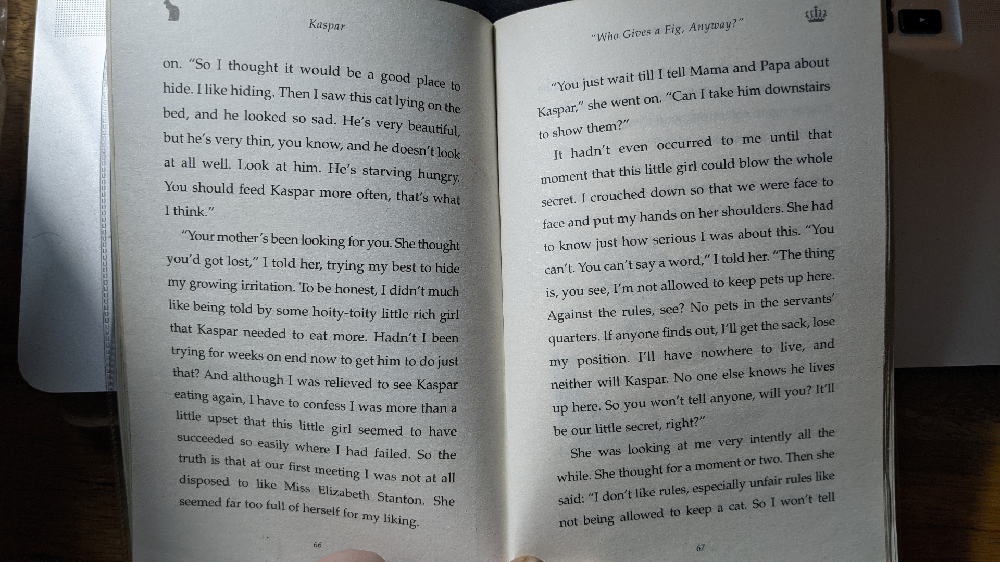 Kaspar
on. “So I thought it would be a good place to
hide. I like hiding. Then I saw this cat lying on the
bed, and he looked so sad. He’s very beautiful,
but he’s very thin, you know, and he doesn’t look
at all well. Look at him. He’s starving hungry.
You should feed Kaspar more often, that’s what
I think.”
“Your mother’s been looking for you. She thought
you’d got lost,” I told her, trying my best to hide
my growing irritation. To be honest, I didn’t much
like being told by some hoity-toity little rich girl
that Kaspar needed to eat more. Hadn’t I been
trying for weeks on end now to get him to do just
that? And although I was relieved to see Kaspar
eating again, I have to confess I was more than a
little upset that this little girl seemed to have
succeeded so easily where I had failed. So the
truth is that at our first meeting I was not at all
disposed to like Miss Elizabeth Stanton. She
seemed far too full of herself for my liking.
66
“Who Gives a Fig, Anyway?”
“You just wait till I tell Mama and Papa about
Kaspar,” she went on. “Can I take him downstairs
to show them?”
It hadn’t even occurred to me until that
moment that this little girl could blow the whole
secret. I crouched down so that we were face to
face and put my hands on her shoulders. She had
to know just how serious I was about this. “You
can’t. You can’t say a word,” I told her. “The thing
is, you see, I’m not allowed to keep pets up here.
Against the rules, see? No pets in the servants’
quarters. If anyone finds out, I’ll get the sack, lose
my position. I’ll have nowhere to live, and
neither will Kaspar. No one else knows he lives
up here. So you won’t tell anyone, will you? It’ll
be our little secret, right?”
She was looking at me very intently all the
while. She thought for a moment or two. Then she
said: “I don’t like rules, especially unfair rules like
not being allowed to keep a cat. So I won’t tell
67